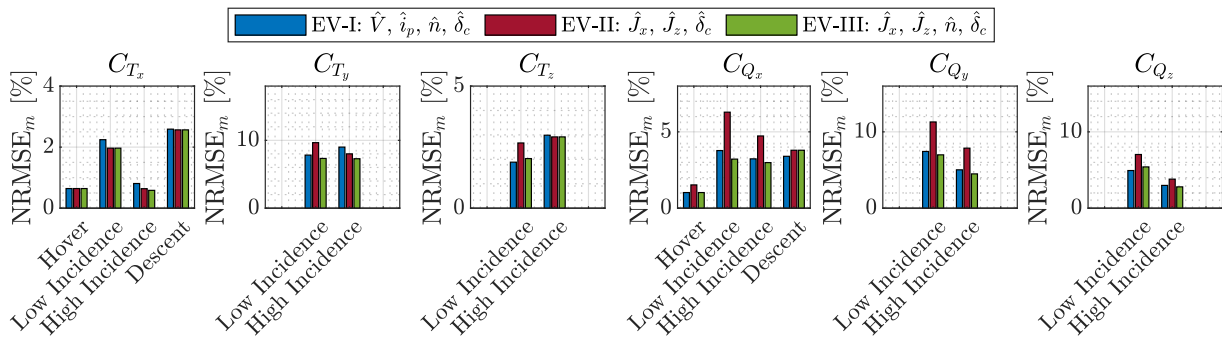 EV-I: V̂, î_p, n̂, δ̂_c EV-II: Ĵ_x, Ĵ_z, δ̂_c EV-III: Ĵ_x, Ĵ_z, n̂, δ̂_c
C_{T_x} C_{T_y} C_{T_z} C_{Q_x} C_{Q_y} C_{Q_z}
NRMSE_m [%]
4
2
0
Hover
Low Incidence
High Incidence
Descent
NRMSE_m [%]
10
0
Low Incidence
High Incidence
NRMSE_m [%]
5
0
Low Incidence
High Incidence
NRMSE_m [%]
5
0
Hover
Low Incidence
High Incidence
Descent
NRMSE_m [%]
10
0
Low Incidence
High Incidence
NRMSE_m [%]
10
0
Low Incidence
High Incidence